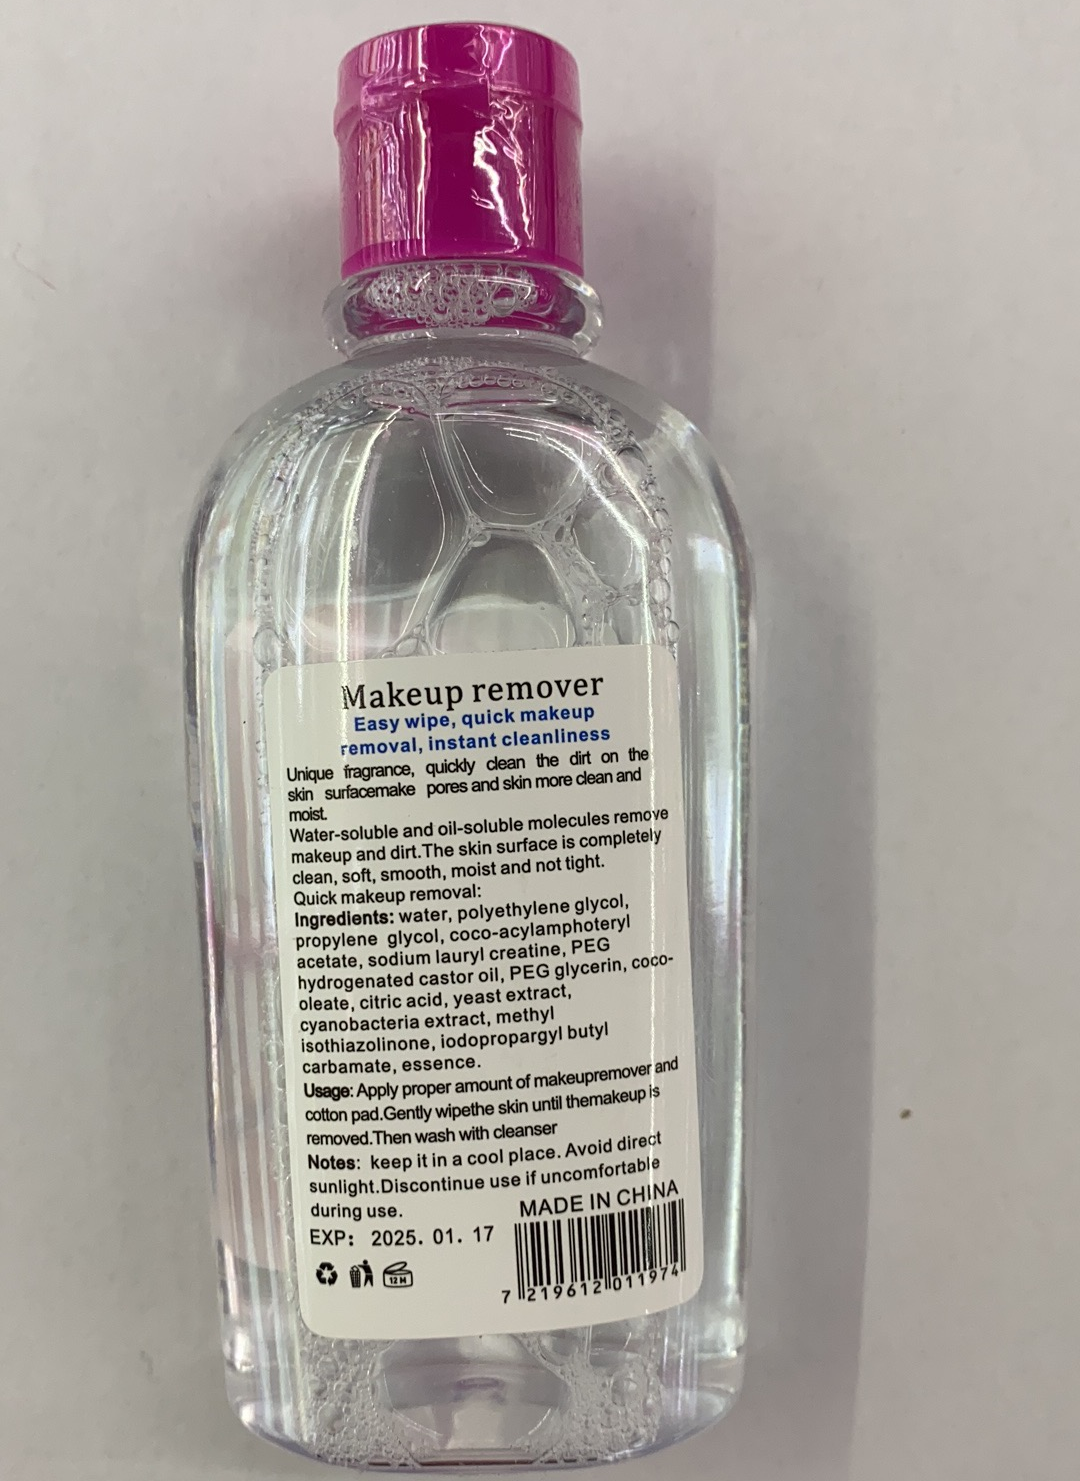 Makeup remover
Easy wipe, quick makeup
removal, instant cleanliness
Unique fragrance, quickly clean the dirt on the
skin surfacemake pores and skin more clean and
moist.
Water-soluble and oil-soluble molecules remove
makeup and dirt.The skin surface is completely
clean, soft, smooth, moist and not tight.
Quick makeup removal:
Ingredients: water, polyethylene glycol,
propylene glycol, coco-acylamphoteryl
acetate, sodium lauryl creatine, PEG
hydrogenated castor oil, PEG glycerin, coco-
oleate, citric acid, yeast extract,
cyanobacteria extract, methyl
isothiazolinone, iodopropargyl butyl
carbamate, essence.
Usage: Apply proper amount of makeupremover and
cotton pad.Gently wipethe skin until themakeup is
removed.Then wash with cleanser
Notes: keep it in a cool place. Avoid direct
sunlight.Discontinue use if uncomfortable
during use.
MADE IN CHINA
EXP: 2025. 01. 17
12 M
7 219612 011974